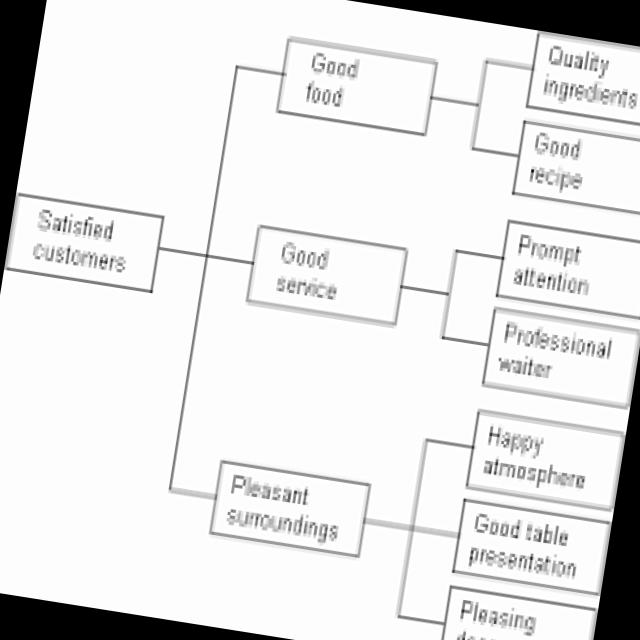 Quality
ingredients
Good
food
Good
recipe
Satisfied
customers
Good
service
Prompt
attention
Professional
waiter
Happy
atmosphere
Pleasant
surroundings
Good table
presentation
Pleasing